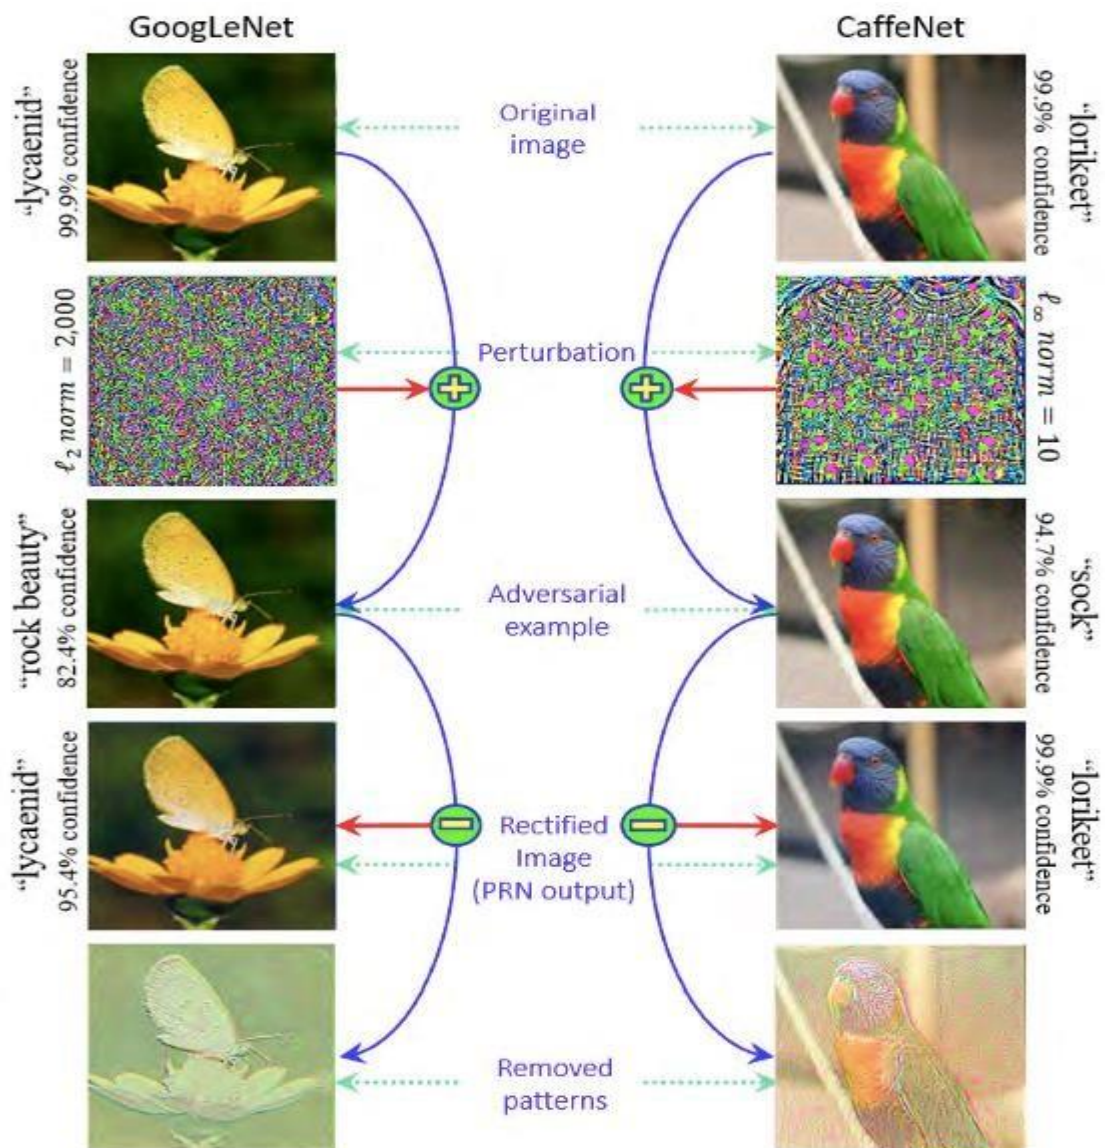 GoogLeNet
CaffeNet
“lycaenid”
99.9% confidence
Original
image
99.9% confidence
“lorikeet”
ℓ₂ norm = 2,000
Perturbation
ℓ∞ norm = 10
“rock beauty”
82.4% confidence
Adversarial
example
94.7% confidence
“sock”
“lycaenid”
95.4% confidence
Rectified
Image
(PRN output)
99.9% confidence
“lorikeet”
Removed
patterns